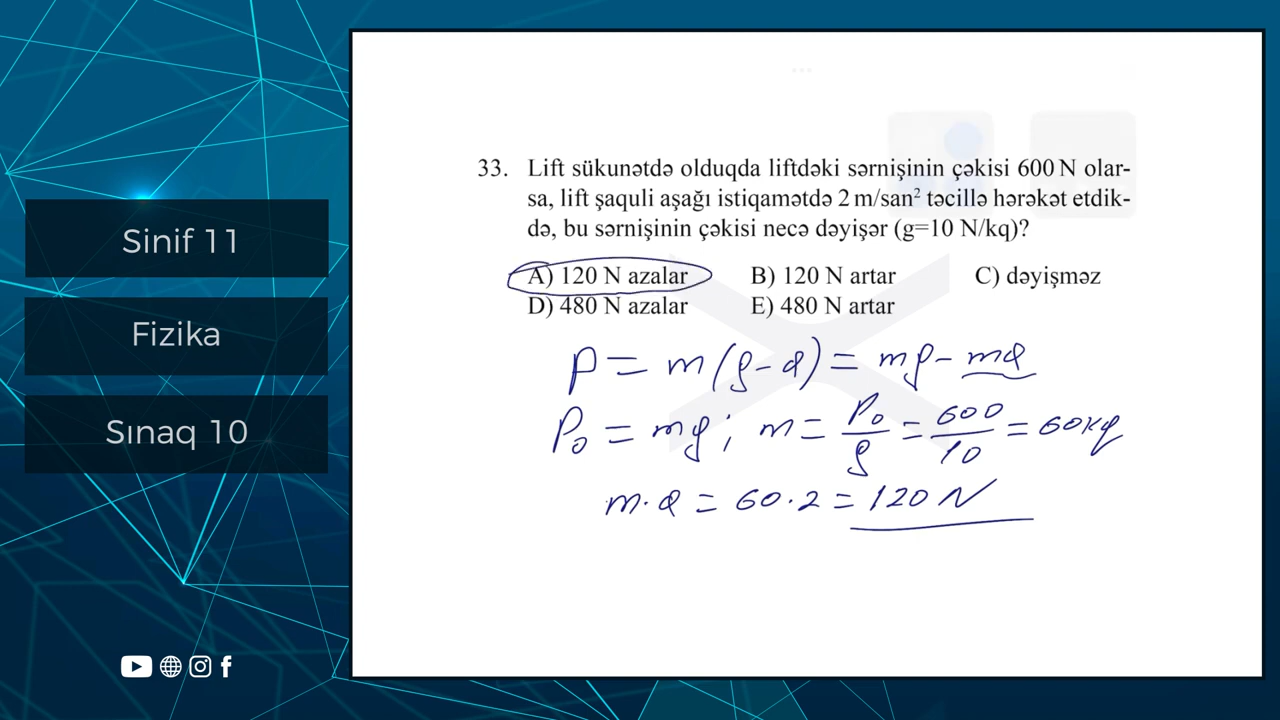 Sinif 11
Fizika
Sınaq 10
33. Lift sükunətdə olduqda liftdəki sərnişinin çəkisi 600 N olar-
sa, lift şaquli aşağı istiqamətdə 2 m/san² təcillə hərəkət etdik-
də, bu sərnişinin çəkisi necə dəyişər (g=10 N/kq)?
A) 120 N azalar B) 120 N artar C) dəyişməz
D) 480 N azalar E) 480 N artar
P = m(g-a) = mg - ma
P₀ = mg; m = P₀/g = 600/10 = 60kq
m·a = 60·2 = 120 N